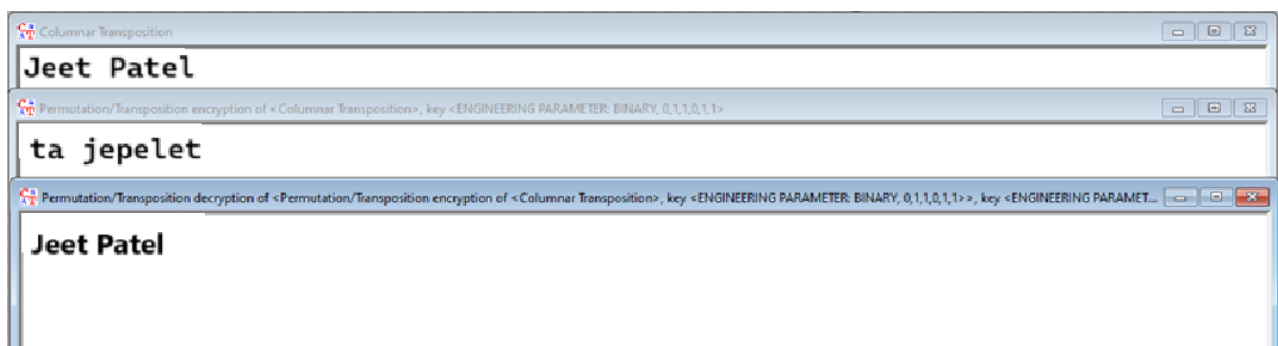 Columnar Transposition
Jeet Patel
Permutation/Transposition encryption of <Columnar Transposition>, key <ENGINEERING PARAMETER: BINARY, 0,1,1,0,1,1>
ta jepelet
Permutation/Transposition decryption of <Permutation/Transposition encryption of <Columnar Transposition>, key <ENGINEERING PARAMETER: BINARY, 0,1,1,0,1,1>>, key <ENGINEERING PARAMET...
Jeet Patel